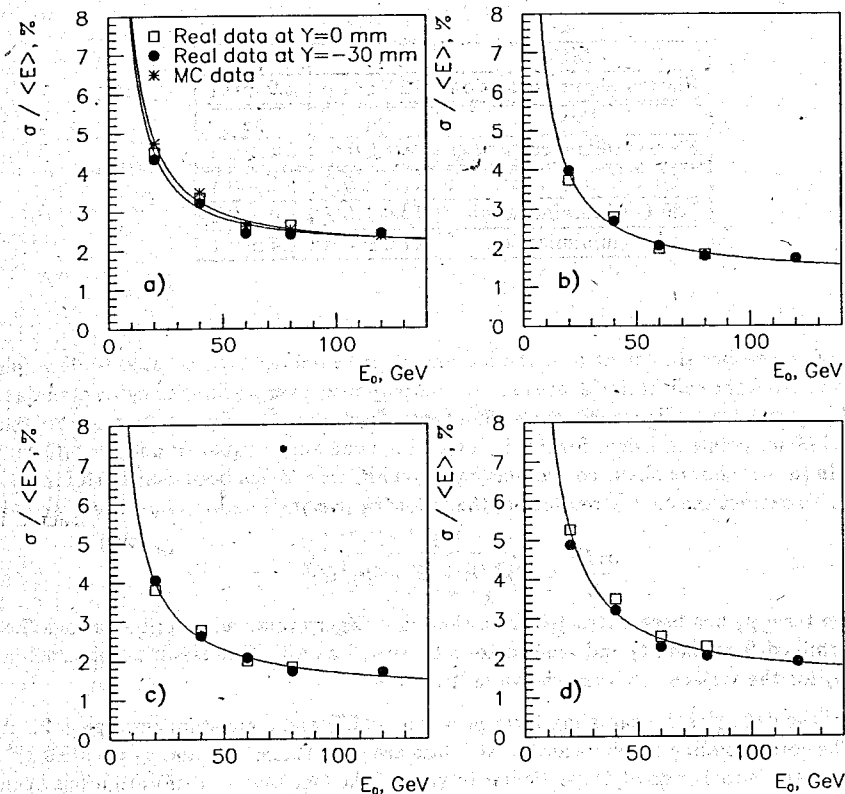 σ / <E>, %
8
7
6
5
4
3
2
1
0
□ Real data at Y=0 mm
● Real data at Y=−30 mm
✳ MC data
a)
0 50 100
E₀, GeV
σ / <E>, %
8
7
6
5
4
3
2
1
0
b)
0 50 100
E₀, GeV
σ / <E>, %
8
7
6
5
4
3
2
1
0
c)
0 50 100
E₀, GeV
σ / <E>, %
8
7
6
5
4
3
2
1
0
d)
0 50 100
E₀, GeV